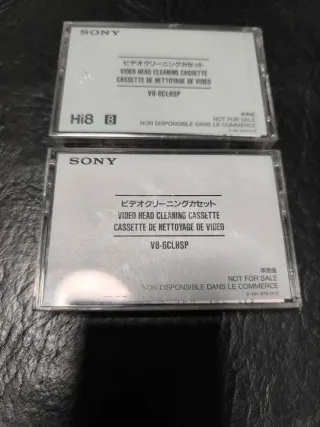 SONY
ビデオクリーニングカセット
VIDEO HEAD CLEANING CASSETTE
CASSETTE DE NETTOYAGE DE VIDEO
V8-6CLHSP
Hi8 8
非売品
NOT FOR SALE
NON DISPONIBLE DANS LE COMMERCE
SONY
ビデオクリーニングカセット
VIDEO HEAD CLEANING CASSETTE
CASSETTE DE NETTOYAGE DE VIDEO
V8-6CLHSP
非売品
NOT FOR SALE
NON DISPONIBLE DANS LE COMMERCE